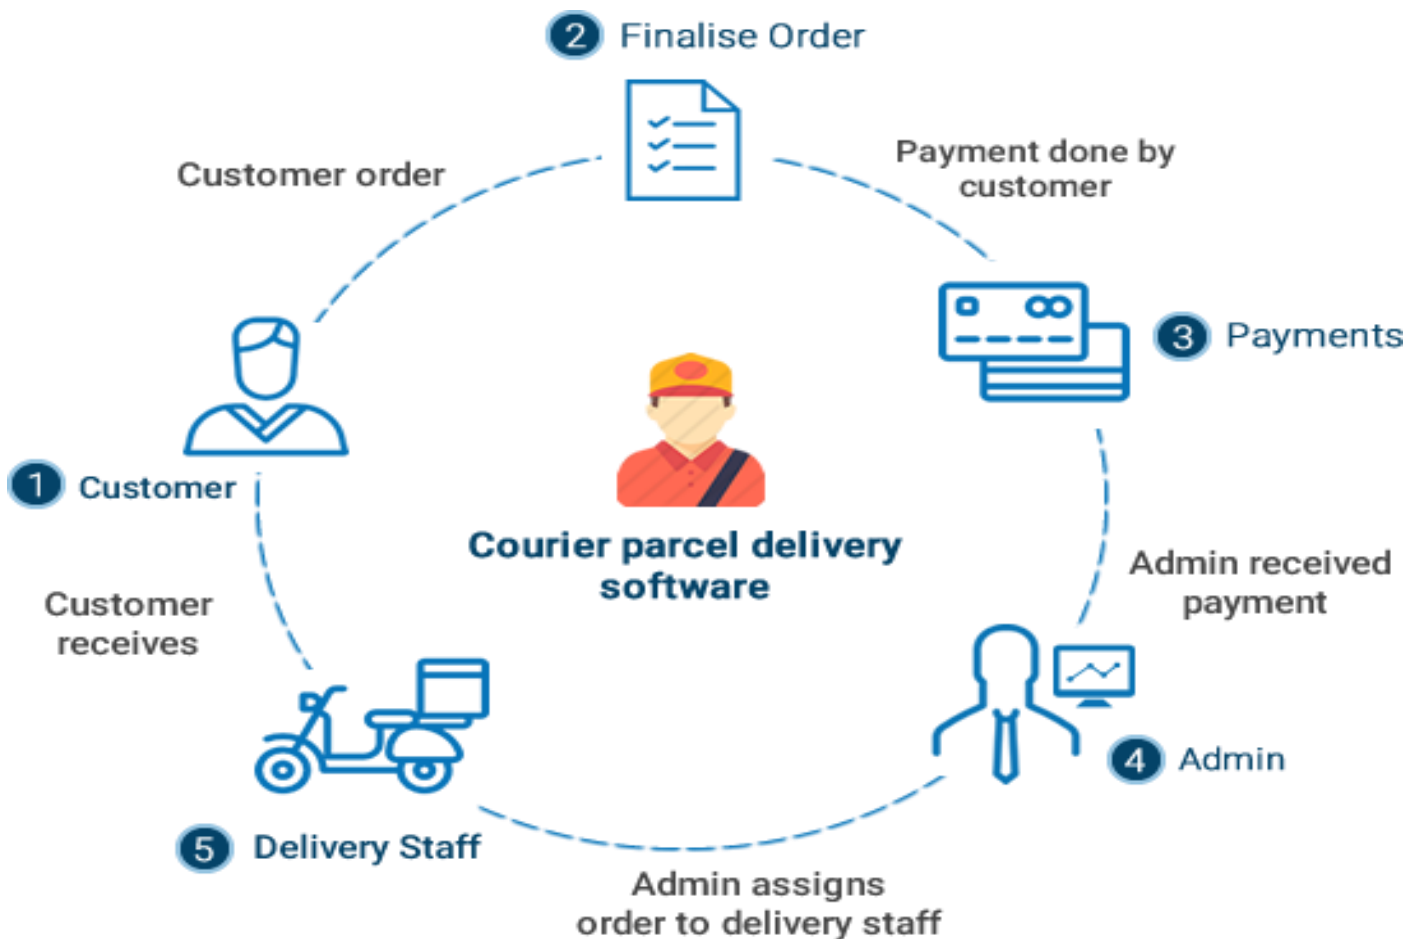 2 Finalise Order
Customer order
Payment done by
customer
3 Payments
1 Customer
Courier parcel delivery
software
Admin received
payment
Customer
receives
4 Admin
5 Delivery Staff
Admin assigns
order to delivery staff